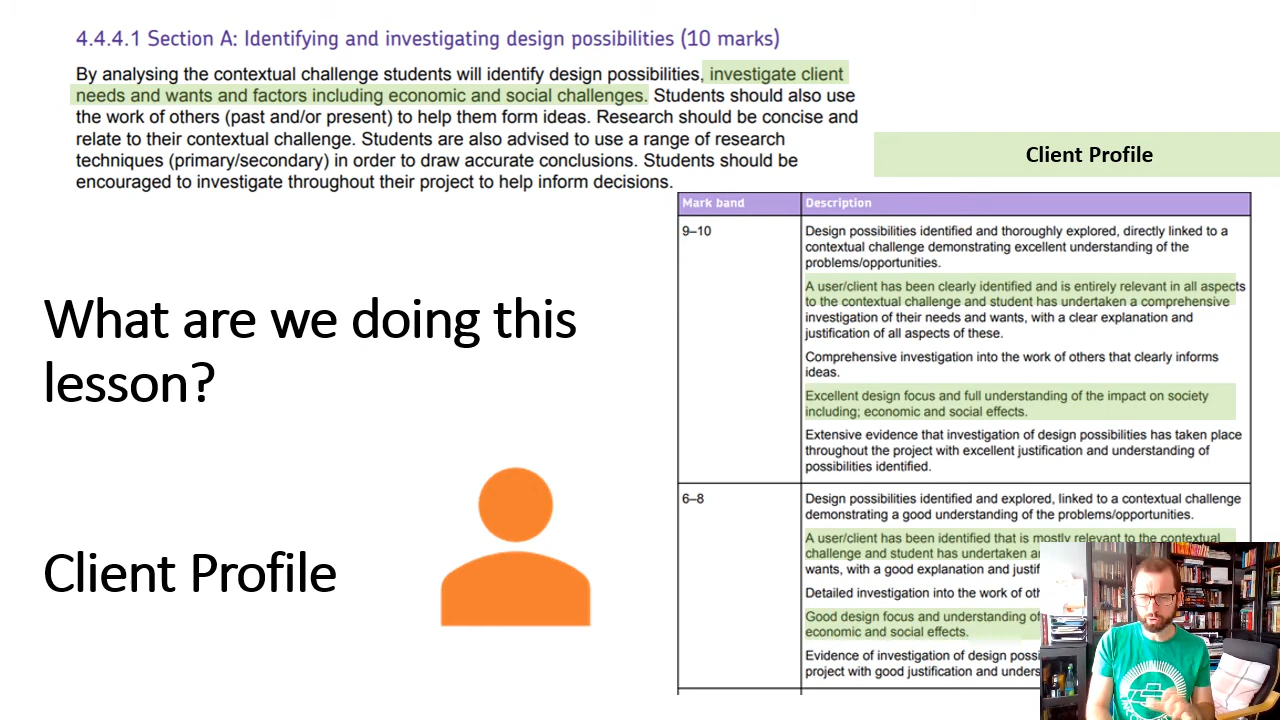 4.4.4.1 Section A: Identifying and investigating design possibilities (10 marks)
By analysing the contextual challenge students will identify design possibilities, investigate client
needs and wants and factors including economic and social challenges. Students should also use
the work of others (past and/or present) to help them form ideas. Research should be concise and
relate to their contextual challenge. Students are also advised to use a range of research
techniques (primary/secondary) in order to draw accurate conclusions. Students should be
encouraged to investigate throughout their project to help inform decisions.
Client Profile
Mark band Description
9–10
Design possibilities identified and thoroughly explored, directly linked to a
contextual challenge demonstrating excellent understanding of the
problems/opportunities.
A user/client has been clearly identified and is entirely relevant in all aspects
to the contextual challenge and student has undertaken a comprehensive
investigation of their needs and wants, with a clear explanation and
justification of all aspects of these.
Comprehensive investigation into the work of others that clearly informs
ideas.
Excellent design focus and full understanding of the impact on society
including; economic and social effects.
Extensive evidence that investigation of design possibilities has taken place
throughout the project with excellent justification and understanding of
possibilities identified.
6–8
Design possibilities identified and explored, linked to a contextual challenge
demonstrating a good understanding of the problems/opportunities.
A user/client has been identified that is mostly relevant to the contextual
challenge and student has undertaken
wants, with a good explanation and
Detailed investigation into the work of
Good design focus and understanding of
economic and social effects.
Evidence of investigation of design
project with good justification and
What are we doing this
lesson?
Client Profile